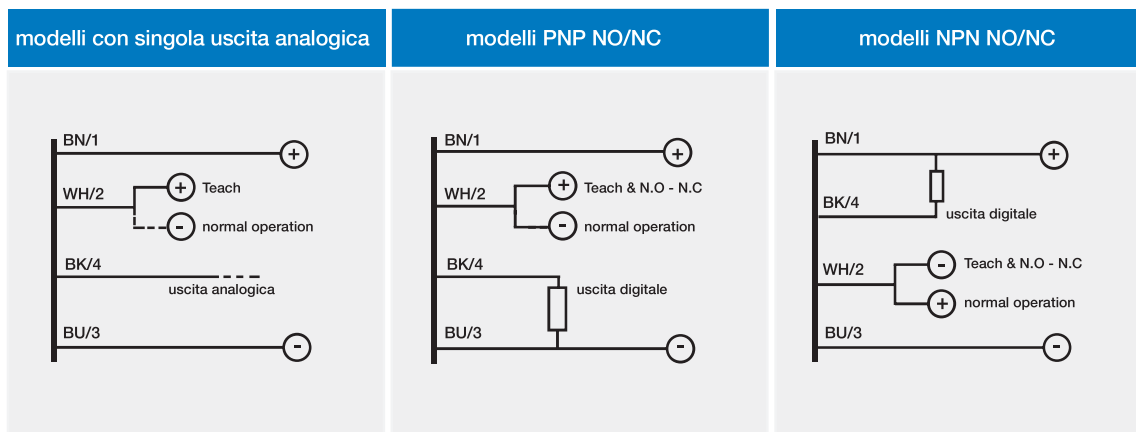 modelli con singola uscita analogica
BN/1
+
WH/2
+
Teach
-
normal operation
BK/4
uscita analogica
BU/3
-
modelli PNP NO/NC
BN/1
+
WH/2
+
Teach & N.O - N.C
-
normal operation
BK/4
uscita digitale
BU/3
-
modelli NPN NO/NC
BN/1
+
BK/4
uscita digitale
WH/2
-
Teach & N.O - N.C
+
normal operation
BU/3
-